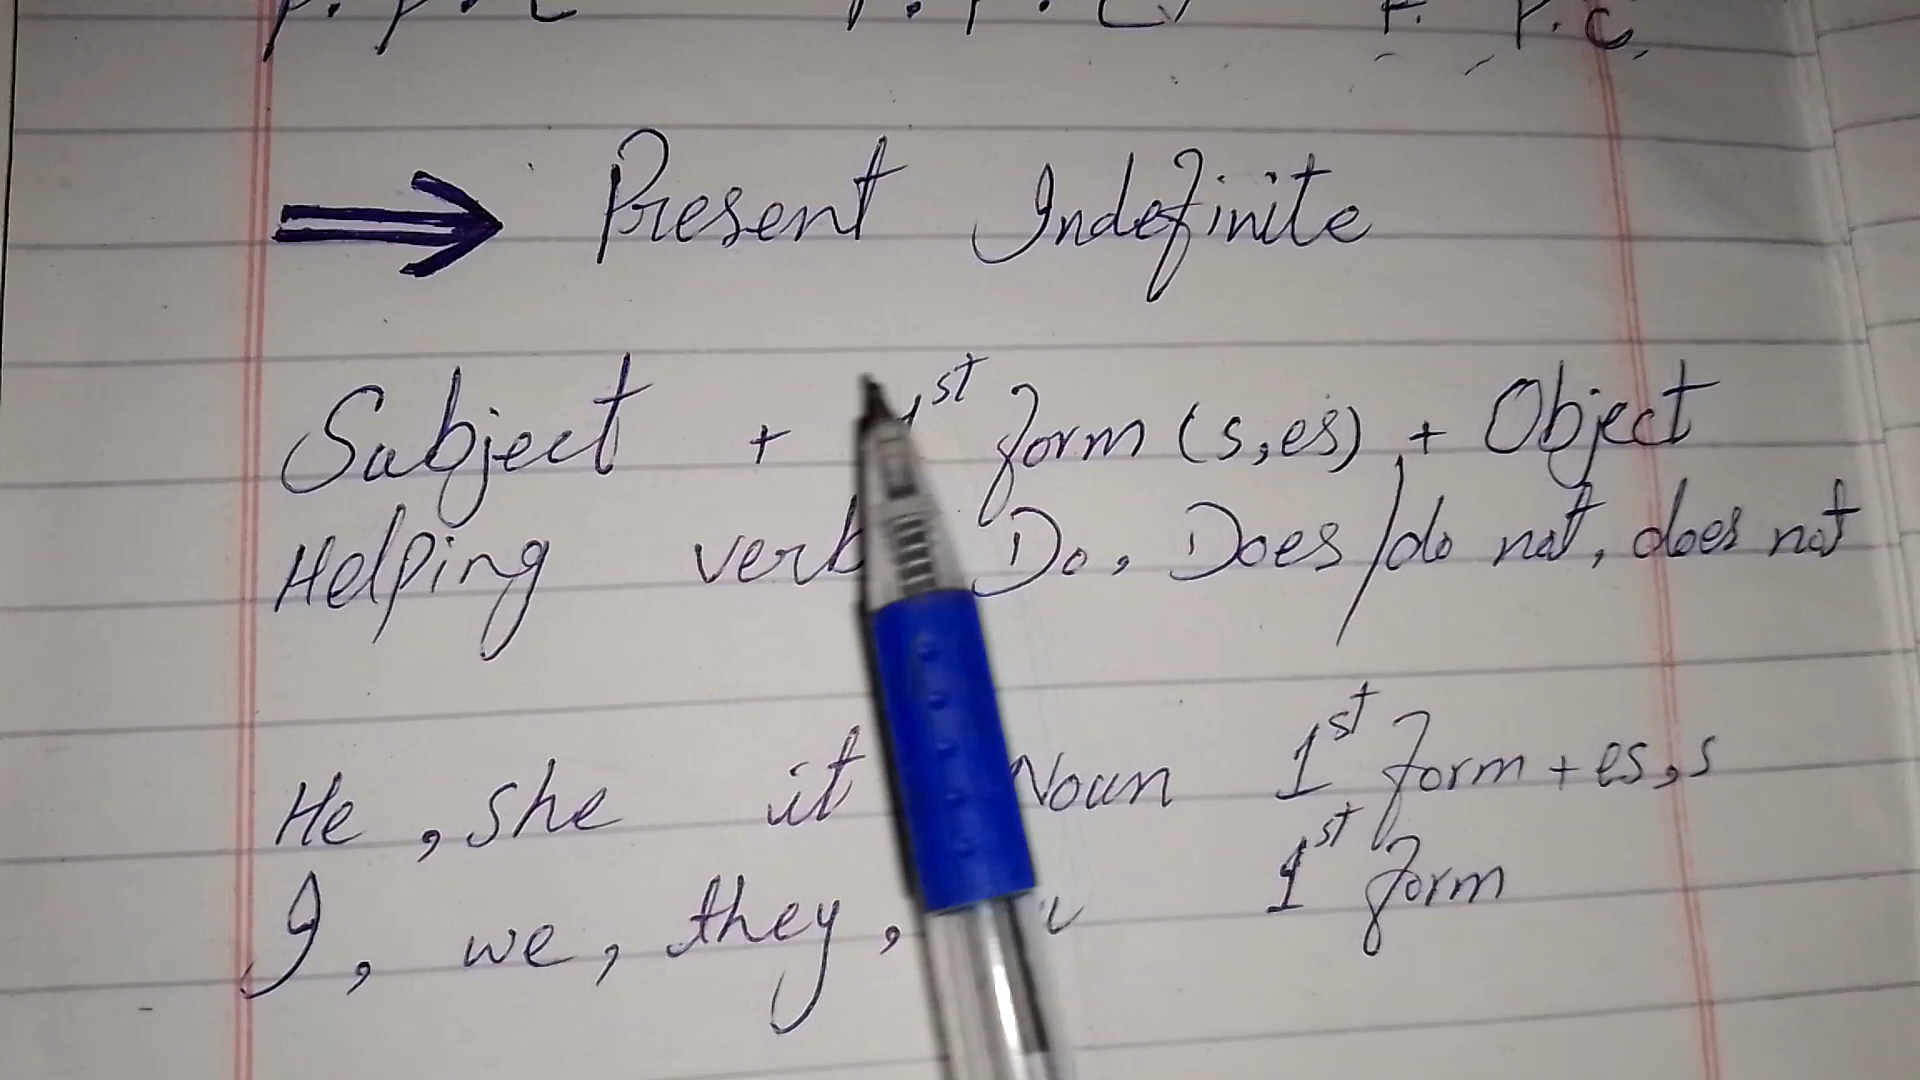 ⇒ Present Indefinite
Subject + 1st form (s,es) + Object
Helping verb Do, Does / do not, does not
He , she it Noun 1st form + es, s
I, we, they, 1st form